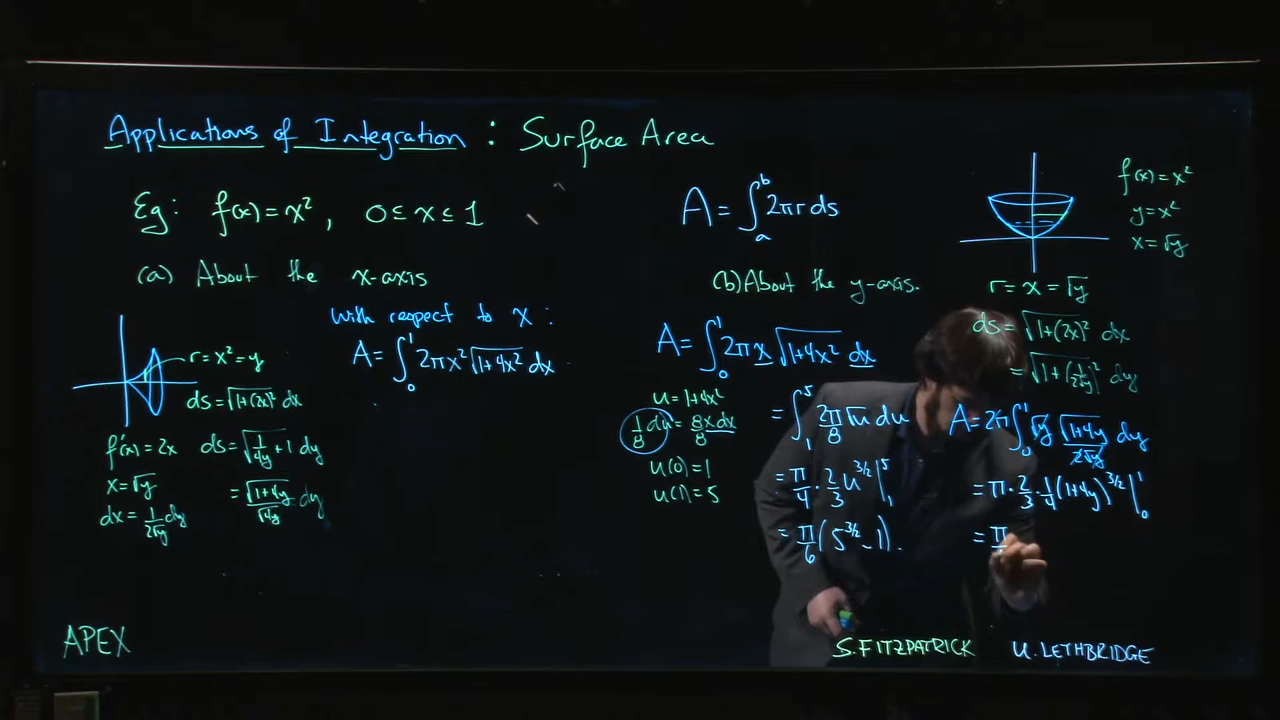 Applications of Integration : Surface Area
Eg: f(x) = x², 0 ≤ x ≤ 1
(a) About the x-axis
r = x² = y
ds = √(1+(2x)²) dx
f'(x) = 2x
x = √y
dx = 1/(2√y) dy
ds = √(1/(4y) + 1) dy
= √(1+4y)/√(4y) dy
With respect to x :
A = ∫₀¹ 2πx² √(1+4x²) dx
A = ∫ₐᵇ 2πr ds
(b) About the y-axis.
A = ∫₀¹ 2πx √(1+4x²) dx
u = 1+4x²
1/8 du = 8x dx/8
u(0) = 1
u(1) = 5
= ∫₁⁵ 2π/8 √u du
= π/4 · 2/3 u^(3/2) |₁⁵
= π/6 (5^(3/2) - 1).
f(x) = x²
y = x²
x = √y
r = x = √y
ds = √(1+(2x)²) dx
= √(1+(1/(2√y))²) dy
A = 2π ∫₀¹ √y √(1+4y)/(2√y) dy
= π · 2/3 · 1/4 (1+4y)^(3/2) |₀¹
= π
APEX
S. FITZPATRICK U. LETHBRIDGE